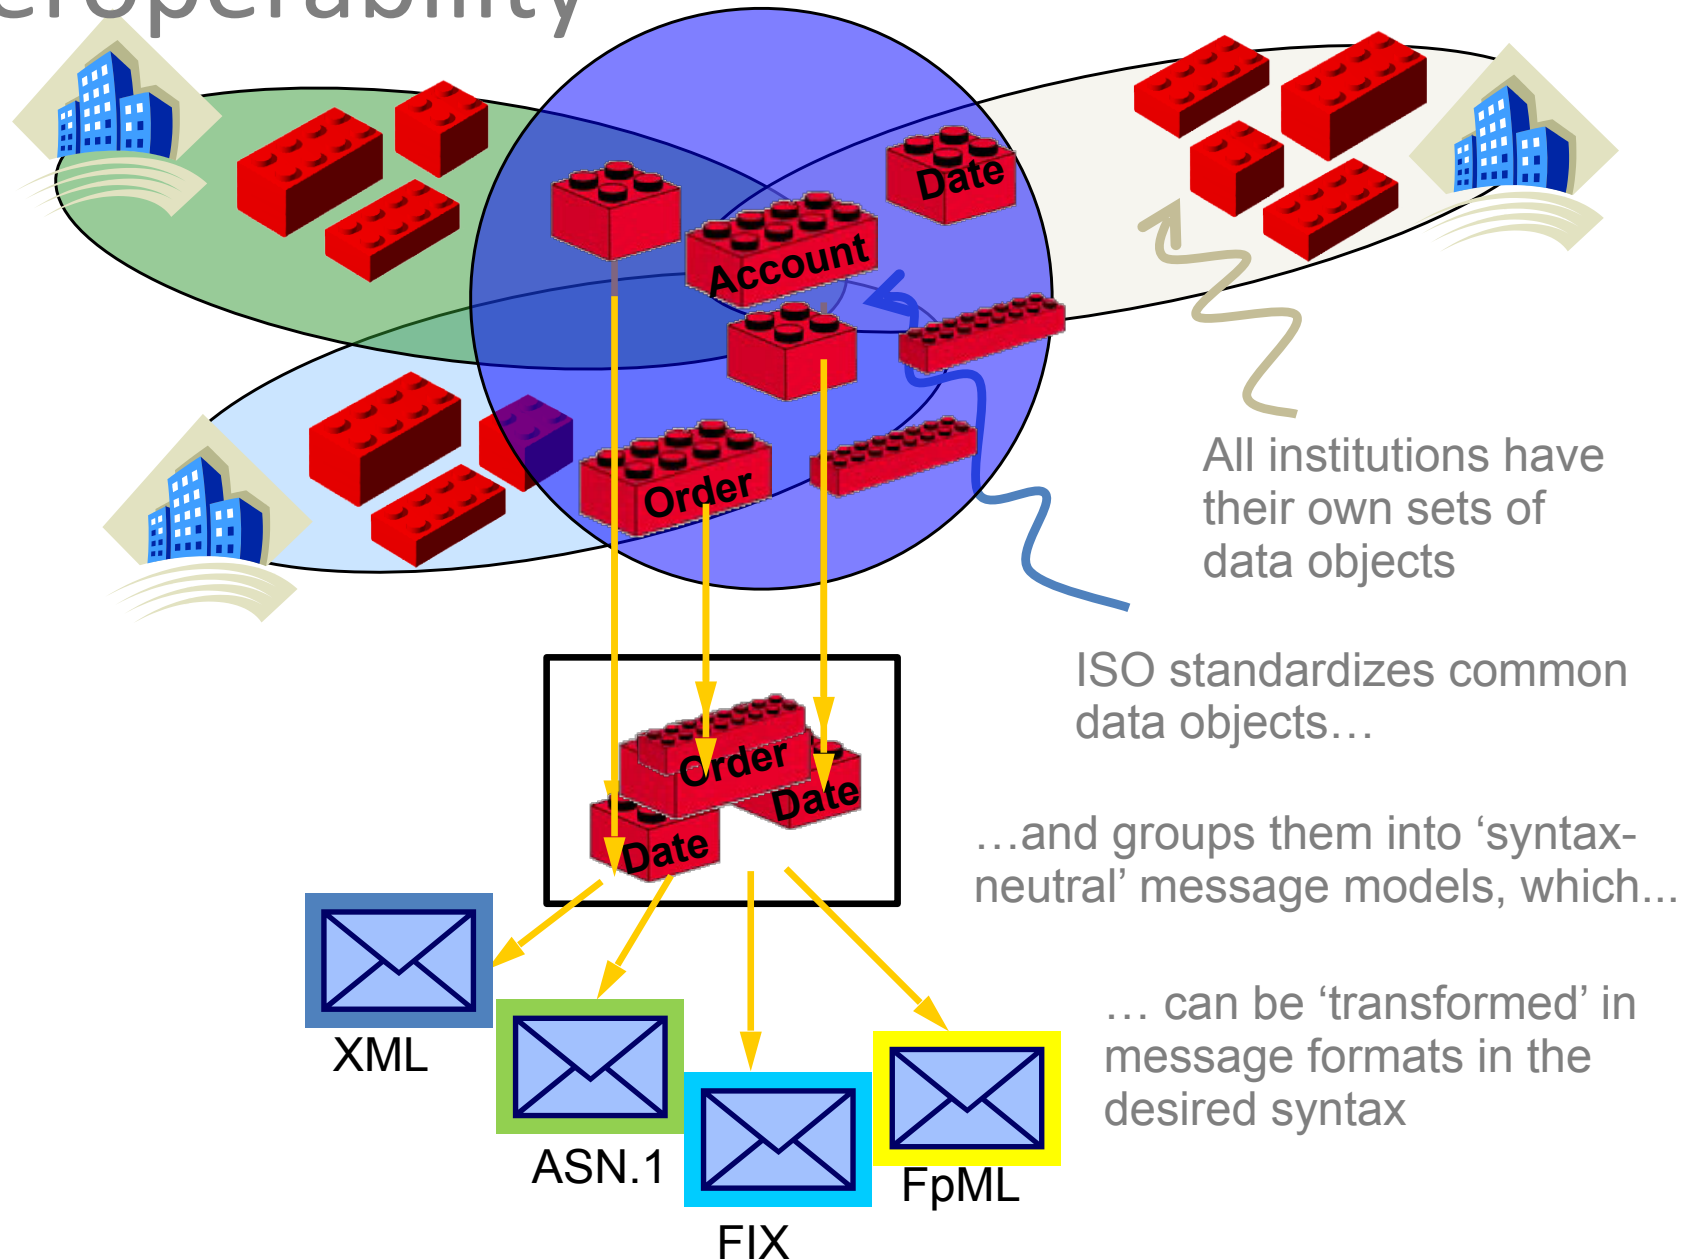 eroperability
Date
Account
Order
All institutions have
their own sets of
data objects
ISO standardizes common
data objects…
Order
Date
Date
…and groups them into ‘syntax-
neutral’ message models, which...
… can be ‘transformed’ in
message formats in the
desired syntax
XML
ASN.1
FIX
FpML